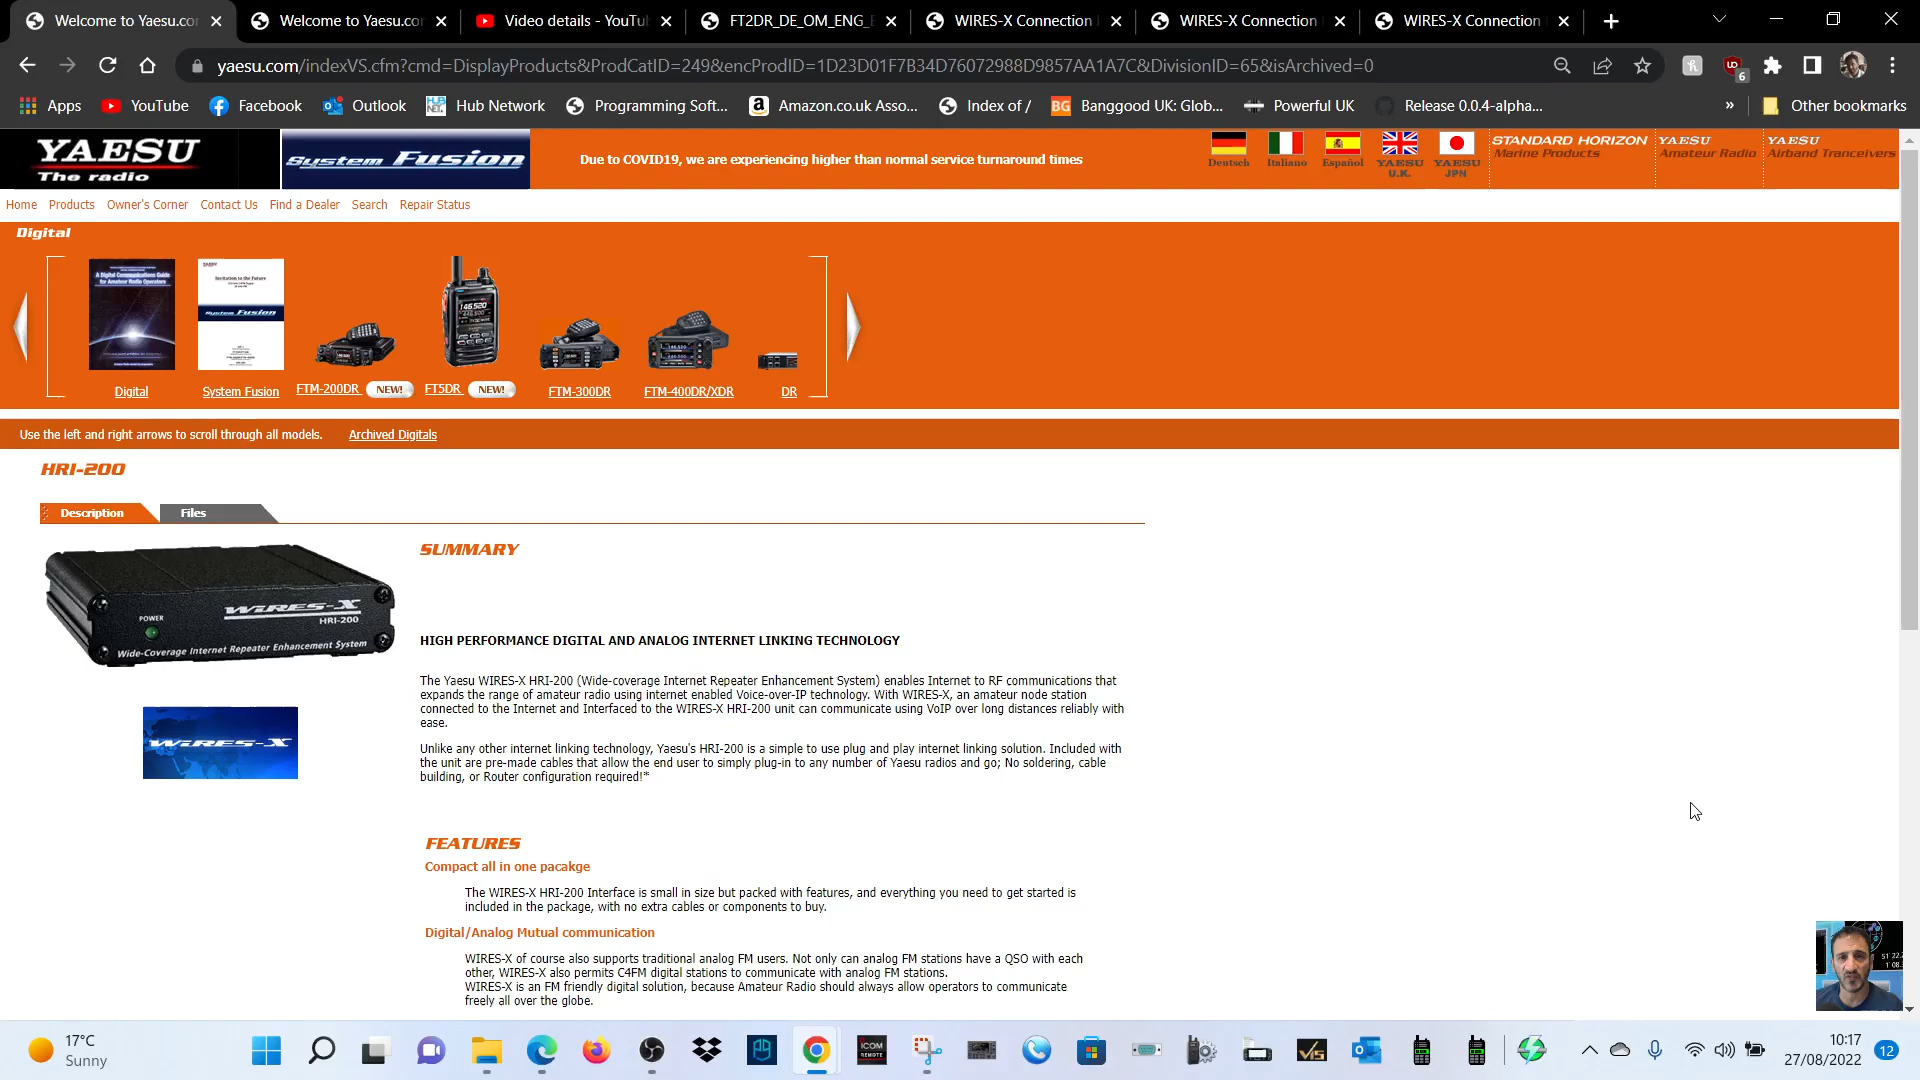 Welcome to Yaesu.cor
Welcome to Yaesu.cor
Video details - YouTu
FT2DR_DE_OM_ENG_E
WIRES-X Connection
WIRES-X Connection
WIRES-X Connection
yaesu.com/indexVS.cfm?cmd=DisplayProducts&ProdCatID=249&encProdID=1D23D01F7B34D76072988D9857AA1A7C&DivisionID=65&isArchived=0
6
Apps
YouTube
Facebook
Outlook
Hub Network
Programming Soft...
Amazon.co.uk Asso...
Index of /
BG Banggood UK: Glob...
Powerful UK
Release 0.0.4-alpha...
»
Other bookmarks
YAESU
The radio
System Fusion
Due to COVID19, we are experiencing higher than normal service turnaround times
Deutsch
Italiano
Español
YAESU U.K.
YAESU JPN
STANDARD HORIZON
Marine Products
YAESU
Amateur Radio
YAESU
Airband Tranceivers
Home Products Owner's Corner Contact Us Find a Dealer Search Repair Status
Digital
A Digital Communications Guide
for Amateur Radio Operators
Invitation to the Future
System Fusion
Digital
System Fusion
FTM-200DR NEW!
FT5DR NEW!
FTM-300DR
FTM-400DR/XDR
DR
Use the left and right arrows to scroll through all models. Archived Digitals
HRI-200
Description
Files
POWER
WIRES-X
HRI-200
Wide-Coverage Internet Repeater Enhancement System
WIRES-X
SUMMARY
HIGH PERFORMANCE DIGITAL AND ANALOG INTERNET LINKING TECHNOLOGY
The Yaesu WIRES-X HRI-200 (Wide-coverage Internet Repeater Enhancement System) enables Internet to RF communications that
expands the range of amateur radio using internet enabled Voice-over-IP technology. With WIRES-X, an amateur node station
connected to the Internet and Interfaced to the WIRES-X HRI-200 unit can communicate using VoIP over long distances reliably with
ease.
Unlike any other internet linking technology, Yaesu's HRI-200 is a simple to use plug and play internet linking solution. Included with
the unit are pre-made cables that allow the end user to simply plug-in to any number of Yaesu radios and go; No soldering, cable
building, or Router configuration required!*
FEATURES
Compact all in one pacakge
The WIRES-X HRI-200 Interface is small in size but packed with features, and everything you need to get started is
included in the package, with no extra cables or components to buy.
Digital/Analog Mutual communication
WIRES-X of course also supports traditional analog FM users. Not only can analog FM stations have a QSO with each
other, WIRES-X also permits C4FM digital stations to communicate with analog FM stations.
WIRES-X is an FM friendly digital solution, because Amateur Radio should always allow operators to communicate
freely all over the globe.
17°C
Sunny
ICOM
REMOTE
10:17
27/08/2022
12